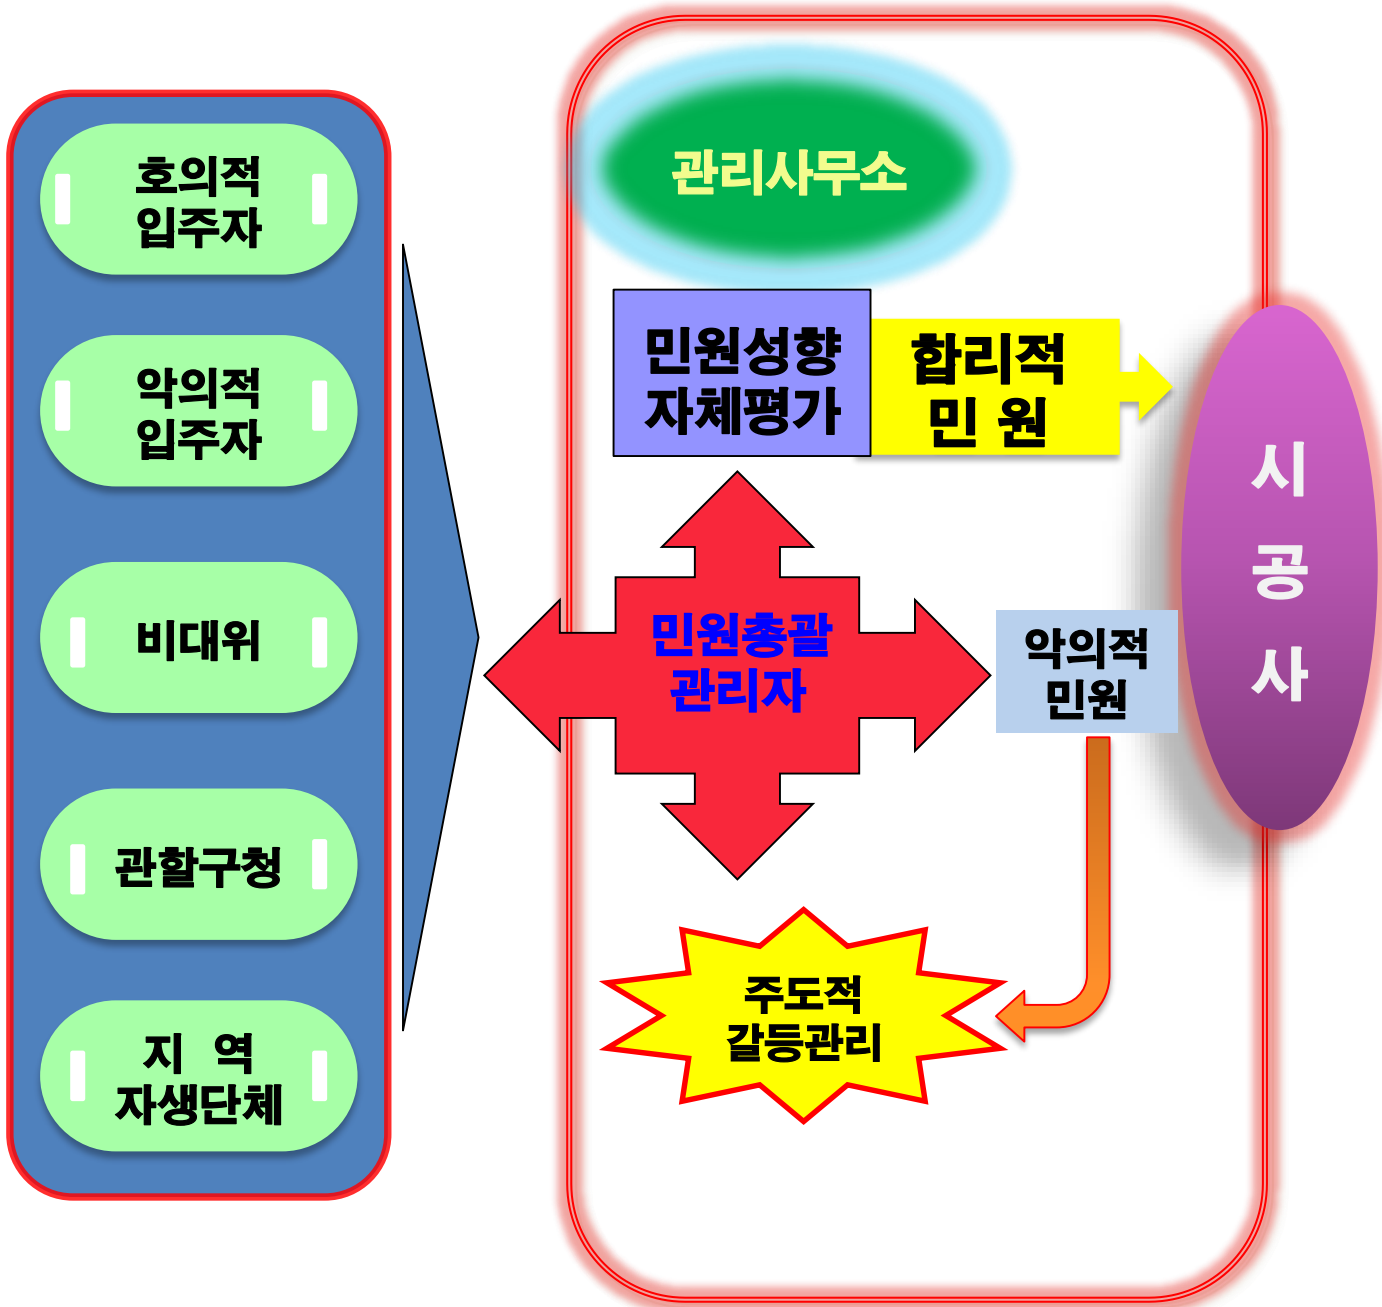 호의적
입주자
악의적
입주자
비대위
관할구청
지 역
자생단체
관리사무소
민원성향
자체평가
합리적
민 원
민원총괄
관리자
악의적
민원
주도적
갈등관리
시
공
사